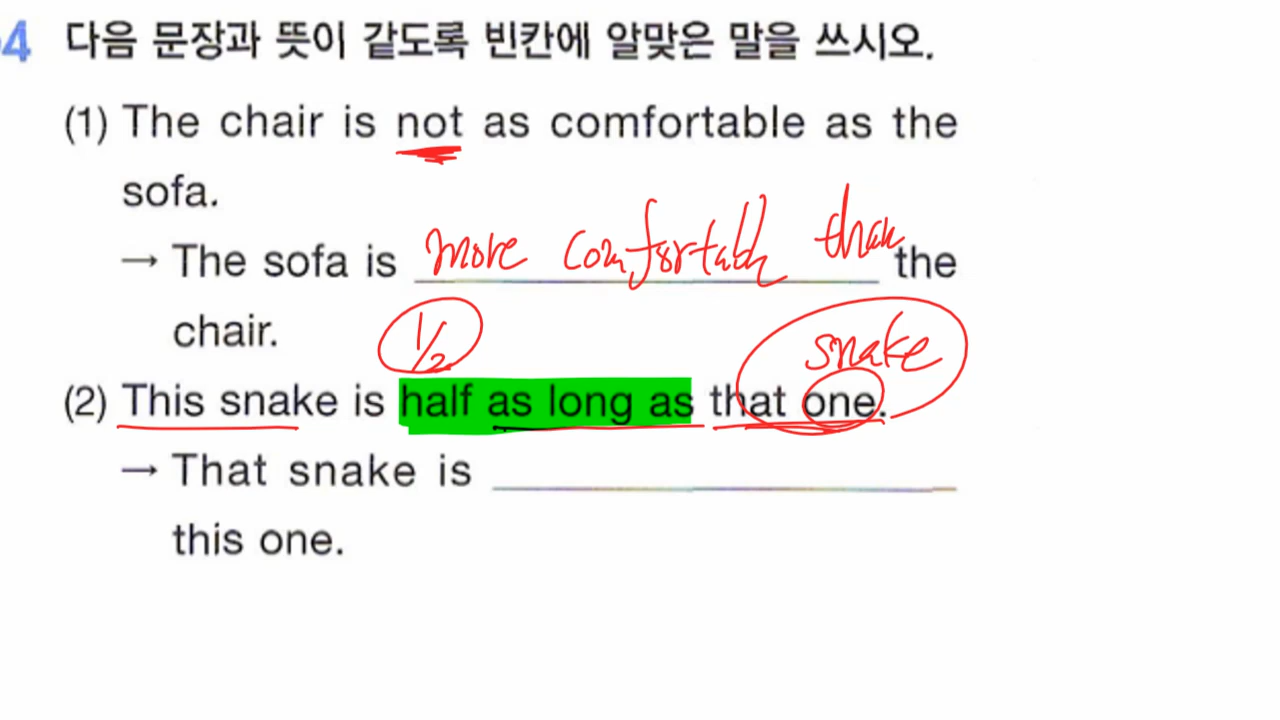 4 다음 문장과 뜻이 같도록 빈칸에 알맞은 말을 쓰시오.
(1) The chair is not as comfortable as the
sofa.
→ The sofa is more comfortable than the
chair.
1/2
snake
(2) This snake is half as long as that one.
→ That snake is
this one.